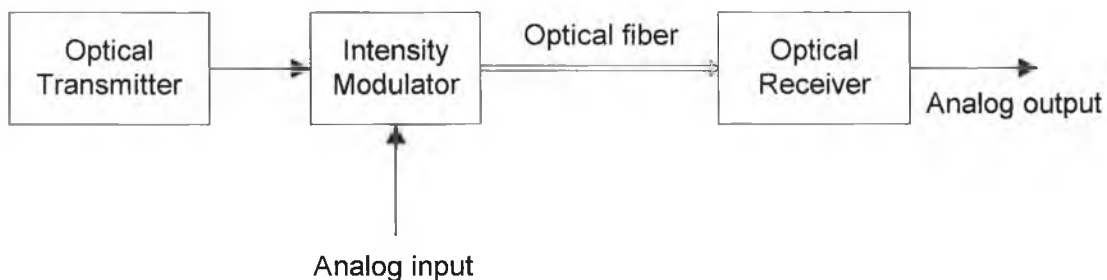 Optical
Transmitter
Intensity
Modulator
Optical fiber
Optical
Receiver
Analog output
Analog input